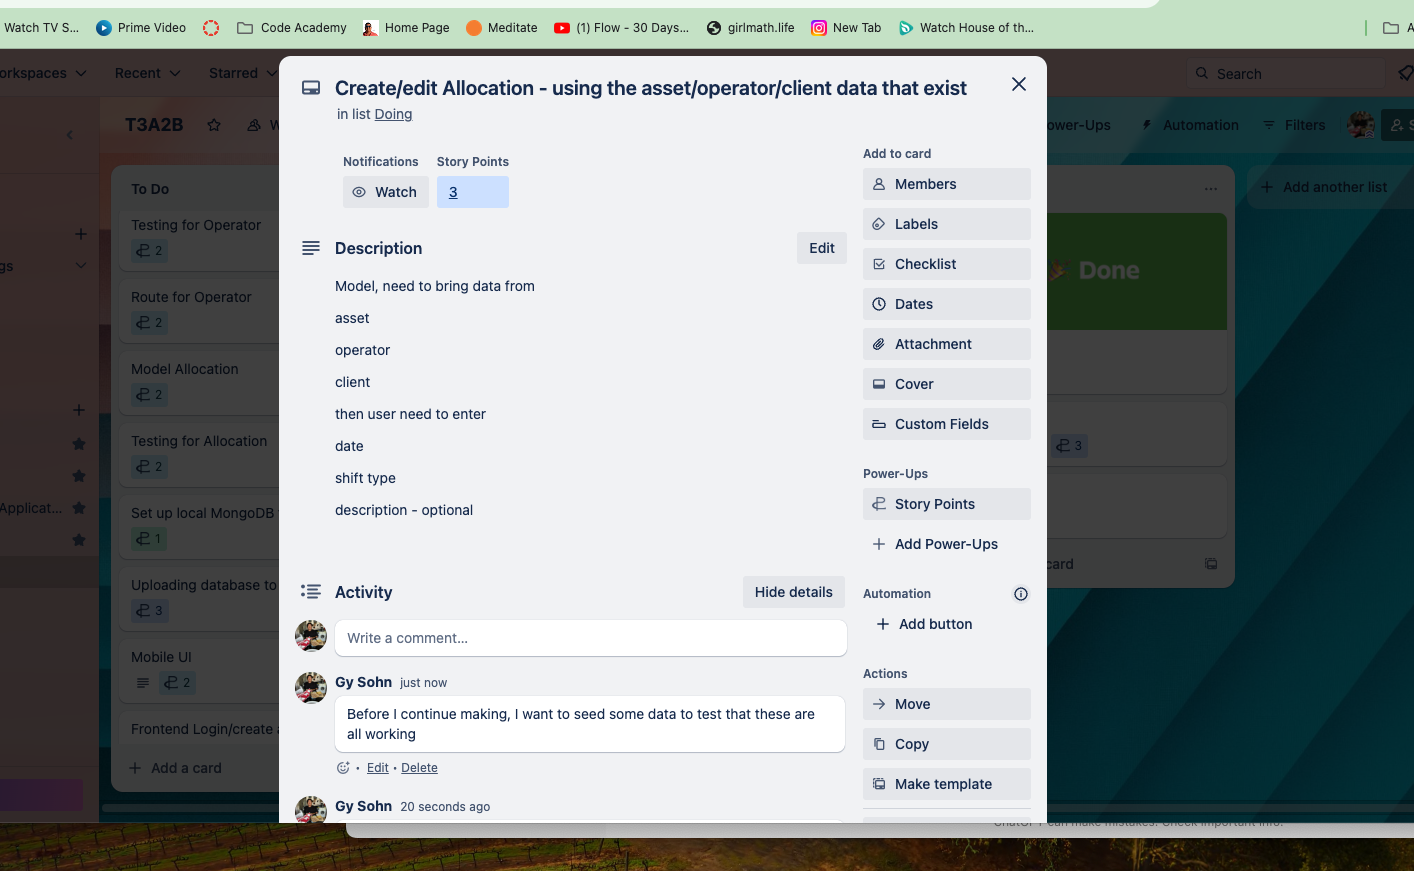 Watch TV S...
Prime Video
Code Academy
Home Page
Meditate
(1) Flow - 30 Days...
girlmath.life
New Tab
Watch House of th...
A
orkspaces
Recent
Starred
Search
T3A2B
W
ower-Ups
Automation
Filters
S
gs
Applicat...
To Do
Testing for Operator
2
Route for Operator
2
Model Allocation
2
Testing for Allocation
2
Set up local MongoDB
1
Uploading database to
3
Mobile UI
2
Frontend Login/create a
Add a card
Create/edit Allocation - using the asset/operator/client data that exist
in list Doing
Notifications
Story Points
Watch
3
Description
Edit
Model, need to bring data from
asset
operator
client
then user need to enter
date
shift type
description - optional
Activity
Hide details
Write a comment…
Gy Sohn just now
Before I continue making, I want to seed some data to test that these are
all working
Edit • Delete
Gy Sohn 20 seconds ago
Add to card
Members
Labels
Checklist
Dates
Attachment
Cover
Custom Fields
Power-Ups
Story Points
Add Power-Ups
Automation
Add button
Actions
Move
Copy
Make template
Add another list
Done
3
card
ChatGPT can make mistakes. Check important info.